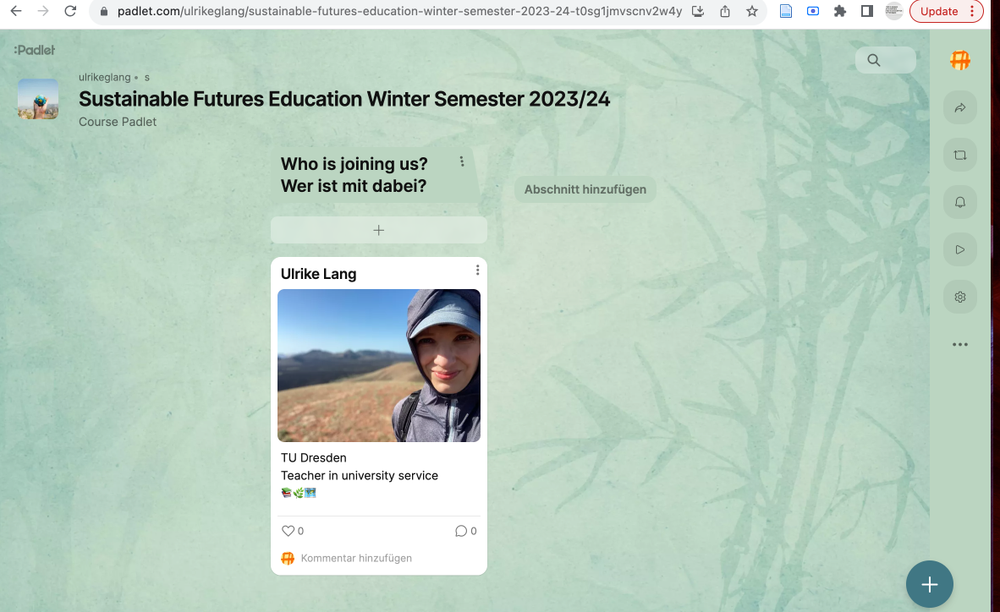 padlet.com/ulrikeglang/sustainable-futures-education-winter-semester-2023-24-t0sg1jmvscnv2w4y
Update
:Padlet
ulrikeglang • s
Sustainable Futures Education Winter Semester 2023/24
Course Padlet
Who is joining us?
Wer ist mit dabei?
Abschnitt hinzufügen
Ulrike Lang
TU Dresden
Teacher in university service
📚🌿🗺️
0
0
Kommentar hinzufügen